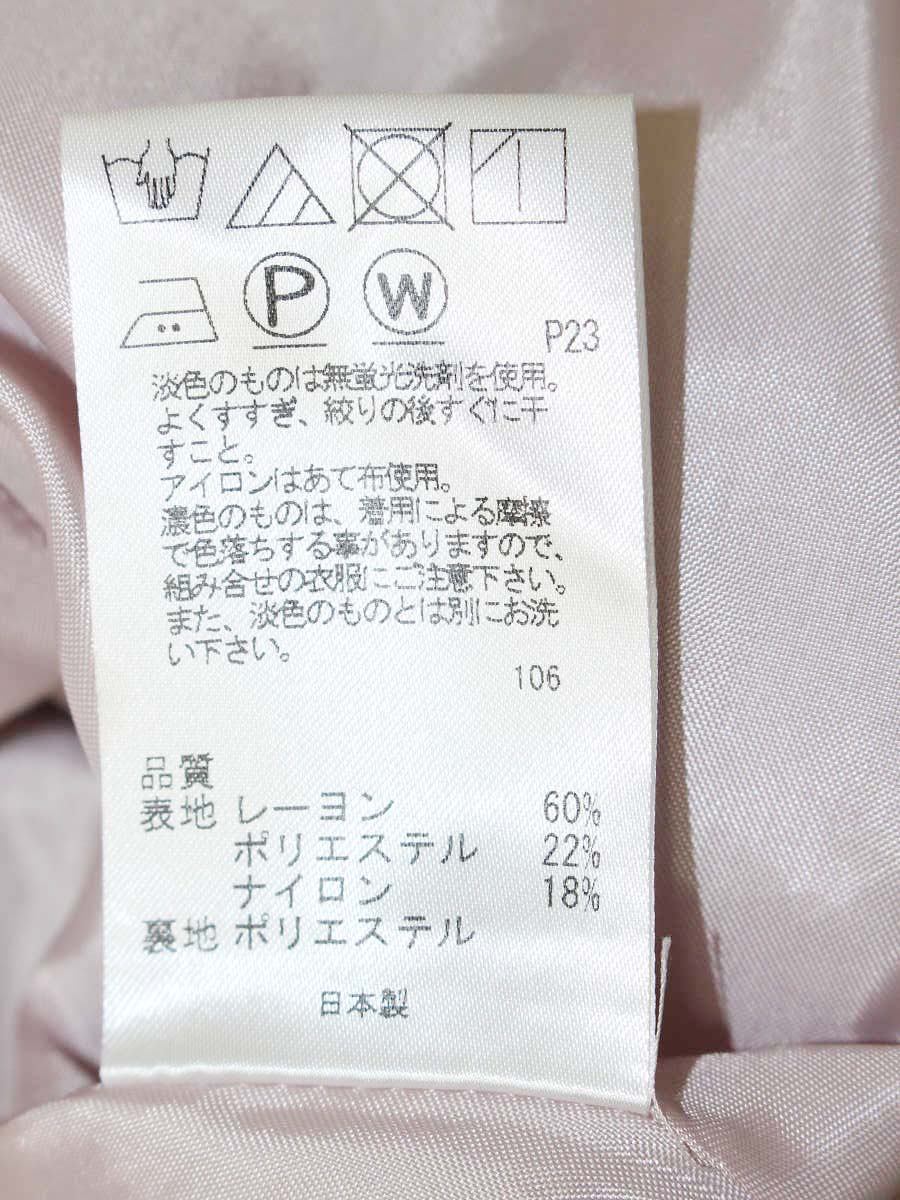 P W P23
淡色のものは無蛍光洗剤を使用。
よくすすぎ、絞りの後すぐに干
すこと。
アイロンはあて布使用。
濃色のものは、着用による摩擦
で色落ちする事がありますので、
組み合せの衣服にご注意下さい。
また、淡色のものとは別にお洗
い下さい。
106
品質
表地 レーヨン 60%
ポリエステル 22%
ナイロン 18%
裏地 ポリエステル
日本製